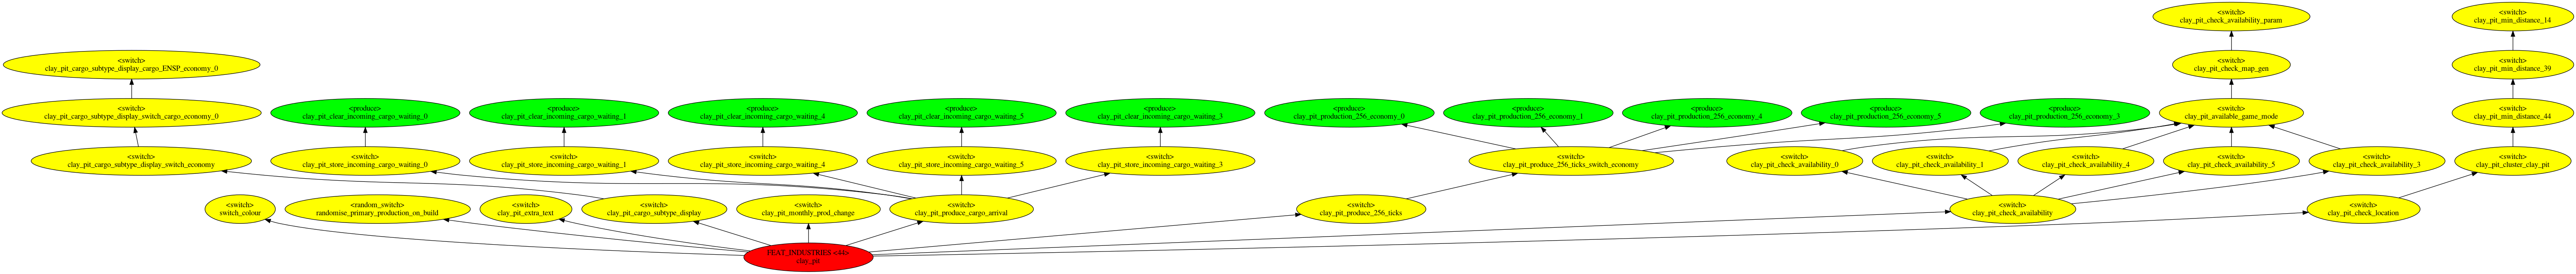 <switch>
clay_pit_check_availability_param
<switch>
clay_pit_min_distance_14
<switch>
clay_pit_cargo_subtype_display_cargo_ENSP_economy_0
<switch>
clay_pit_check_map_gen
<switch>
clay_pit_min_distance_39
<switch>
clay_pit_cargo_subtype_display_switch_cargo_economy_0
<produce>
clay_pit_clear_incoming_cargo_waiting_0
<produce>
clay_pit_clear_incoming_cargo_waiting_1
<produce>
clay_pit_clear_incoming_cargo_waiting_4
<produce>
clay_pit_clear_incoming_cargo_waiting_5
<produce>
clay_pit_clear_incoming_cargo_waiting_3
<produce>
clay_pit_production_256_economy_0
<produce>
clay_pit_production_256_economy_1
<produce>
clay_pit_production_256_economy_4
<produce>
clay_pit_production_256_economy_5
<produce>
clay_pit_production_256_economy_3
<switch>
clay_pit_available_game_mode
<switch>
clay_pit_min_distance_44
<switch>
clay_pit_cargo_subtype_display_switch_economy
<switch>
clay_pit_store_incoming_cargo_waiting_0
<switch>
clay_pit_store_incoming_cargo_waiting_1
<switch>
clay_pit_store_incoming_cargo_waiting_4
<switch>
clay_pit_store_incoming_cargo_waiting_5
<switch>
clay_pit_store_incoming_cargo_waiting_3
<switch>
clay_pit_produce_256_ticks_switch_economy
<switch>
clay_pit_check_availability_0
<switch>
clay_pit_check_availability_1
<switch>
clay_pit_check_availability_4
<switch>
clay_pit_check_availability_5
<switch>
clay_pit_check_availability_3
<switch>
clay_pit_cluster_clay_pit
<switch>
switch_colour
<random_switch>
randomise_primary_production_on_build
<switch>
clay_pit_extra_text
<switch>
clay_pit_cargo_subtype_display
<switch>
clay_pit_monthly_prod_change
<switch>
clay_pit_produce_cargo_arrival
<switch>
clay_pit_produce_256_ticks
<switch>
clay_pit_check_availability
<switch>
clay_pit_check_location
FEAT_INDUSTRIES
clay_pit